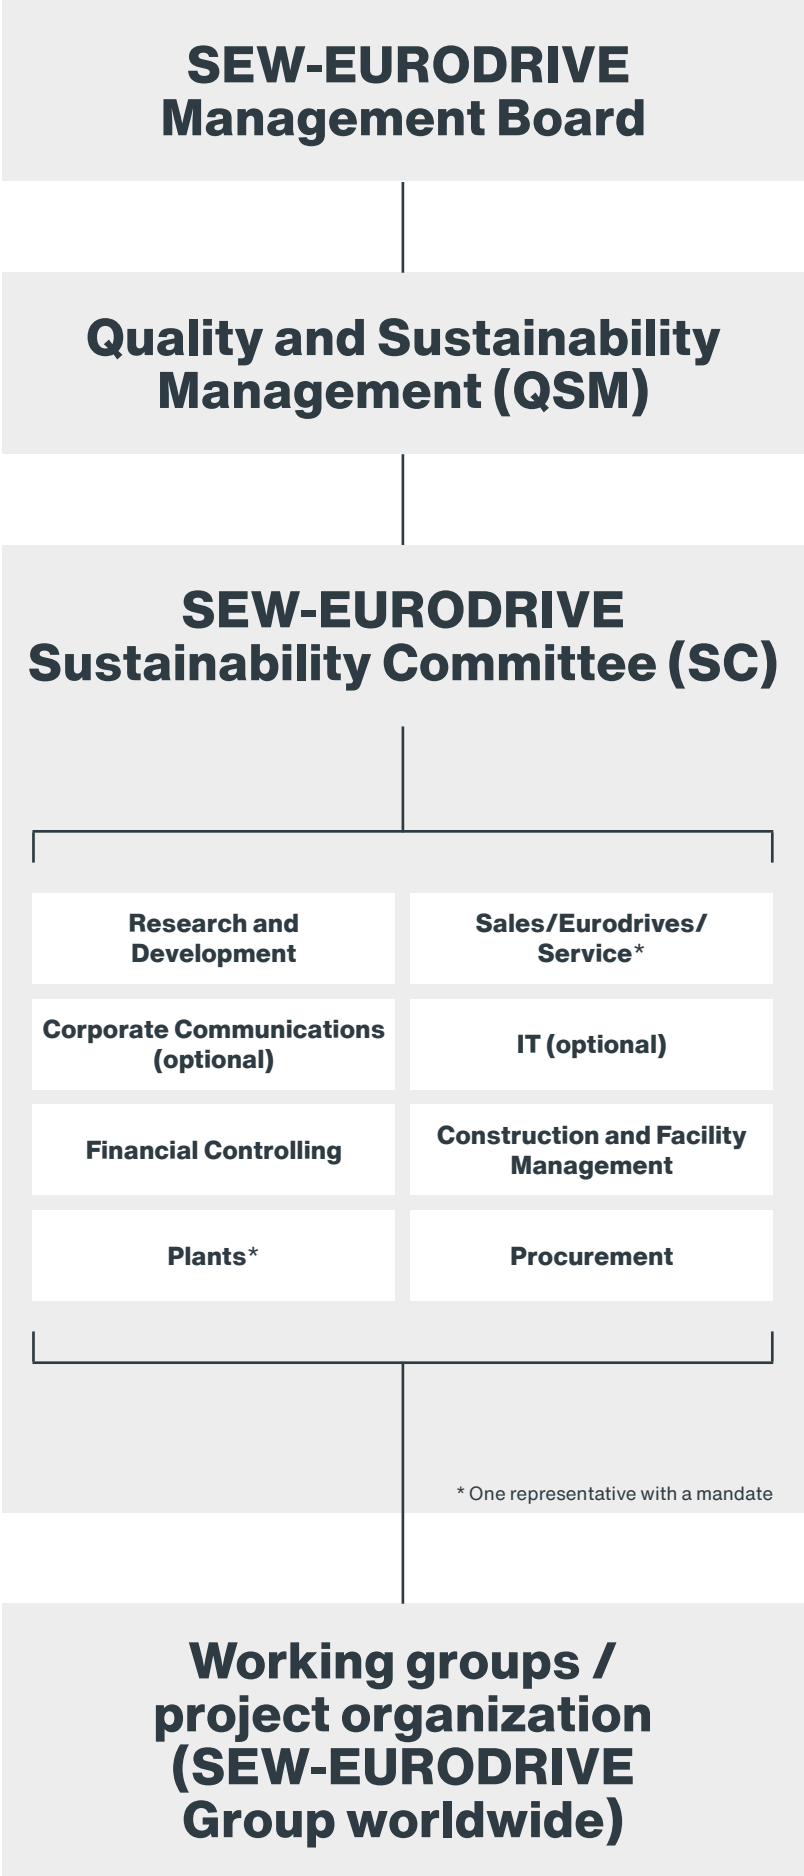 SEW-EURODRIVE
Management Board
Quality and Sustainability
Management (QSM)
SEW-EURODRIVE
Sustainability Committee (SC)
Research and
Development
Sales/Eurodrives/
Service*
Corporate Communications
(optional)
IT (optional)
Financial Controlling
Construction and Facility
Management
Plants*
Procurement
* One representative with a mandate
Working groups /
project organization
(SEW-EURODRIVE
Group worldwide)